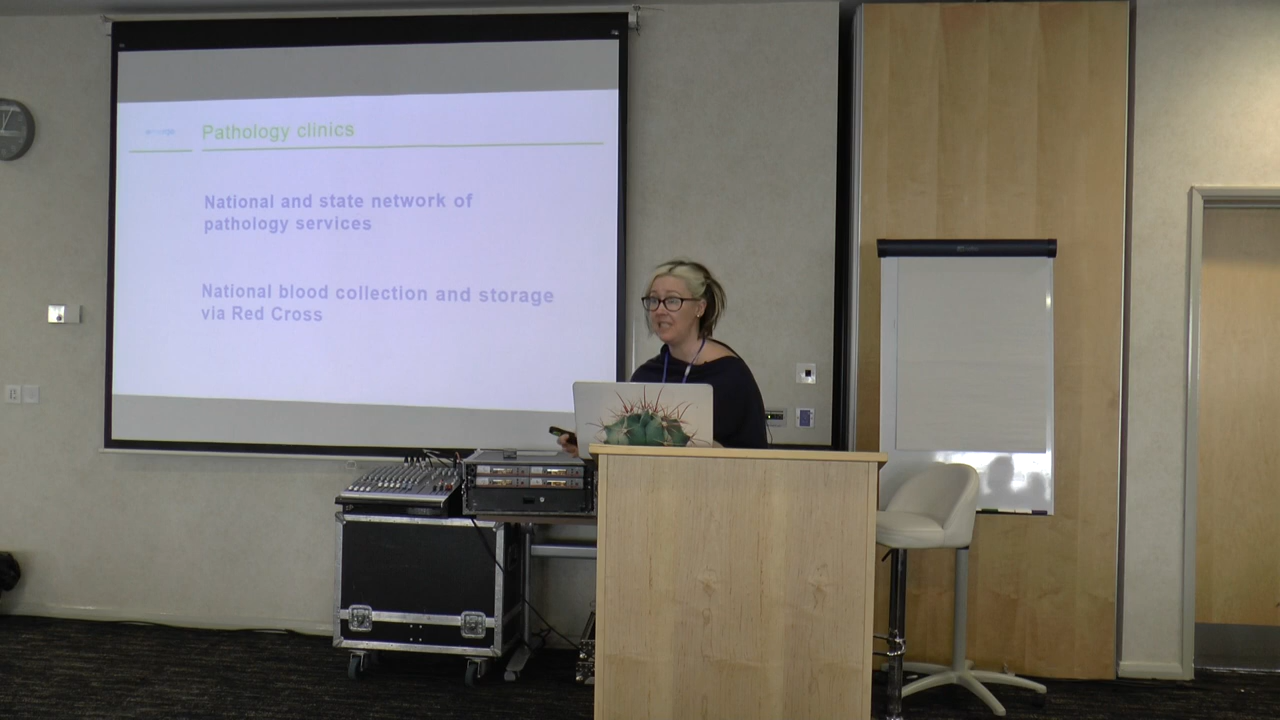 Pathology clinics
National and state network of
pathology services
National blood collection and storage
via Red Cross